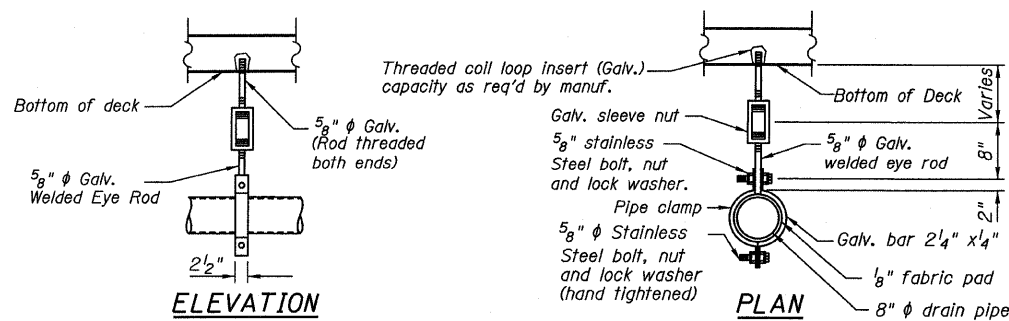 Bottom of deck
5/8" φ Galv.
(Rod threaded
both ends)
5/8" φ Galv.
Welded Eye Rod
2 1/2"
ELEVATION
Threaded coil loop insert (Galv.)
capacity as req'd by manuf.
Bottom of Deck
Galv. sleeve nut
5/8" stainless
Steel bolt, nut
and lock washer.
5/8" φ Galv.
welded eye rod
Varies
8"
2"
Pipe clamp
5/8" φ Stainless
Steel bolt, nut
and lock washer
(hand tightened)
Galv. bar 2 1/4" x 1/4"
1/8" fabric pad
8" φ drain pipe
PLAN